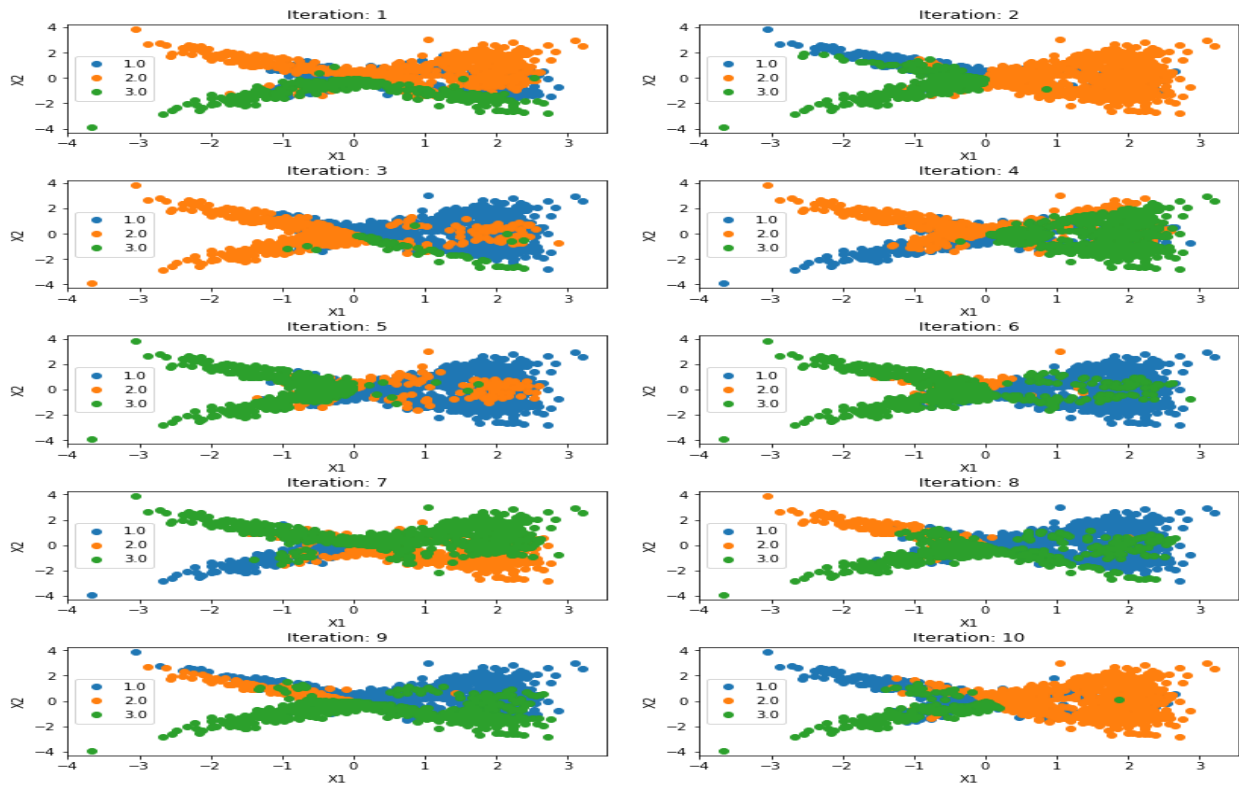 Iteration: 1
4
2
0
−2
−4
X2
1.0
2.0
3.0
−4 −3 −2 −1 0 1 2 3
X1
Iteration: 2
4
2
0
−2
−4
X2
1.0
2.0
3.0
−4 −3 −2 −1 0 1 2 3
X1
Iteration: 3
4
2
0
−2
−4
X2
1.0
2.0
3.0
−4 −3 −2 −1 0 1 2 3
X1
Iteration: 4
4
2
0
−2
−4
X2
1.0
2.0
3.0
−4 −3 −2 −1 0 1 2 3
X1
Iteration: 5
4
2
0
−2
−4
X2
1.0
2.0
3.0
−4 −3 −2 −1 0 1 2 3
X1
Iteration: 6
4
2
0
−2
−4
X2
1.0
2.0
3.0
−4 −3 −2 −1 0 1 2 3
X1
Iteration: 7
4
2
0
−2
−4
X2
1.0
2.0
3.0
−4 −3 −2 −1 0 1 2 3
X1
Iteration: 8
4
2
0
−2
−4
X2
1.0
2.0
3.0
−4 −3 −2 −1 0 1 2 3
X1
Iteration: 9
4
2
0
−2
−4
X2
1.0
2.0
3.0
−4 −3 −2 −1 0 1 2 3
X1
Iteration: 10
4
2
0
−2
−4
X2
1.0
2.0
3.0
−4 −3 −2 −1 0 1 2 3
X1